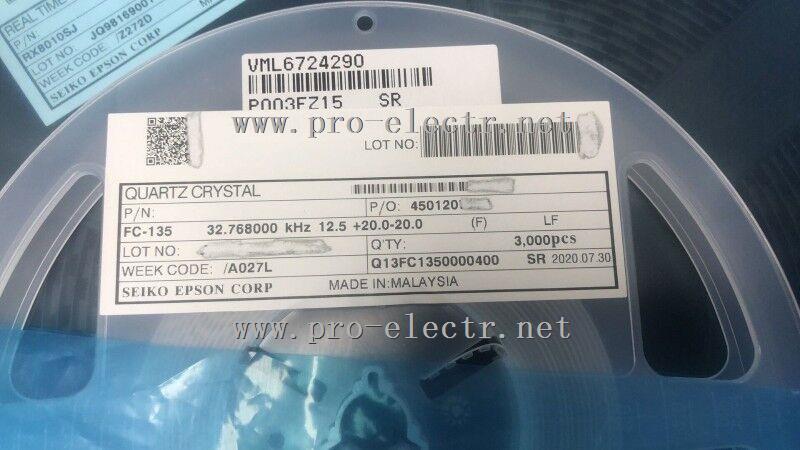 REAL TIME
P/N:
RX8010SJ
LOT NO: JQ98169001
WEEK CODE: /Z272D
SEIKO EPSON CORP
VML6724290
P003FZ15 SR
www.pro-electr.net
LOT NO:
QUARTZ CRYSTAL
P/N: P/O: 450120
FC-135 32.768000 kHz 12.5 +20.0-20.0 (F) LF
LOT NO: Q'TY: 3,000pcs
WEEK CODE: /A027L Q13FC1350000400 SR 2020.07.30
SEIKO EPSON CORP MADE IN:MALAYSIA
www.pro-electr.net